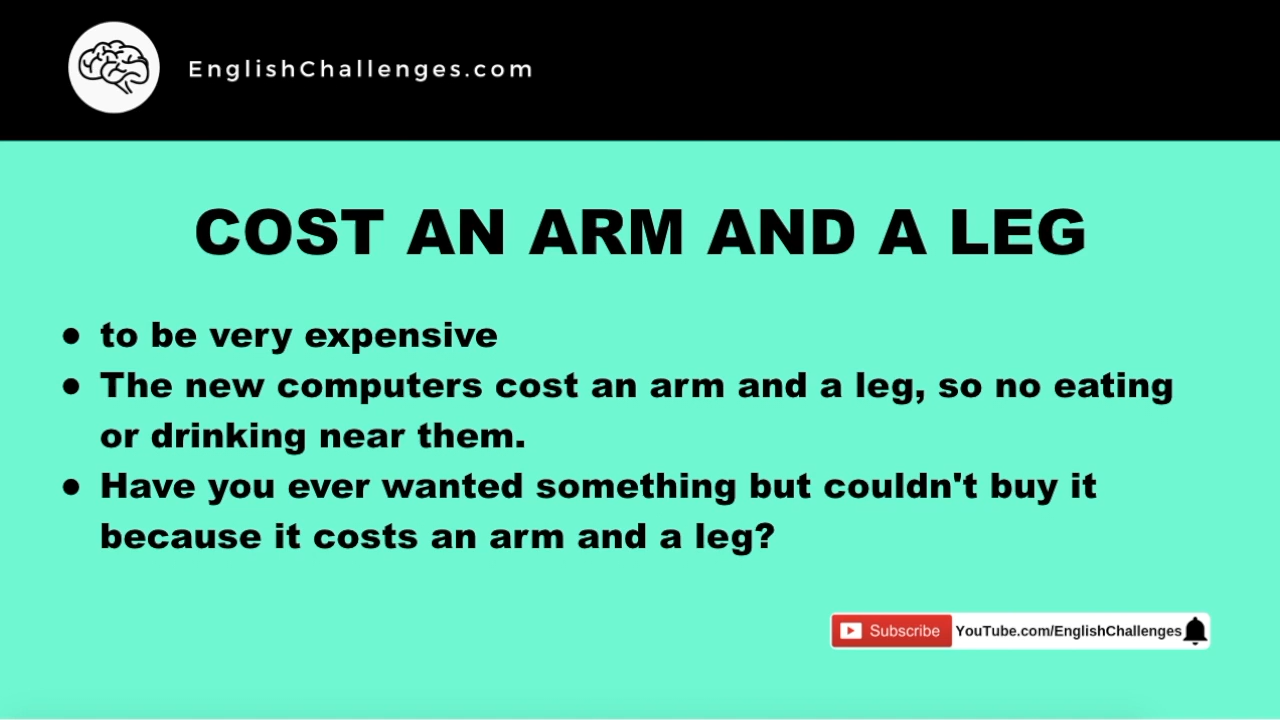 EnglishChallenges.com
COST AN ARM AND A LEG
● to be very expensive
● The new computers cost an arm and a leg, so no eating
or drinking near them.
● Have you ever wanted something but couldn't buy it
because it costs an arm and a leg?
Subscribe YouTube.com/EnglishChallenges